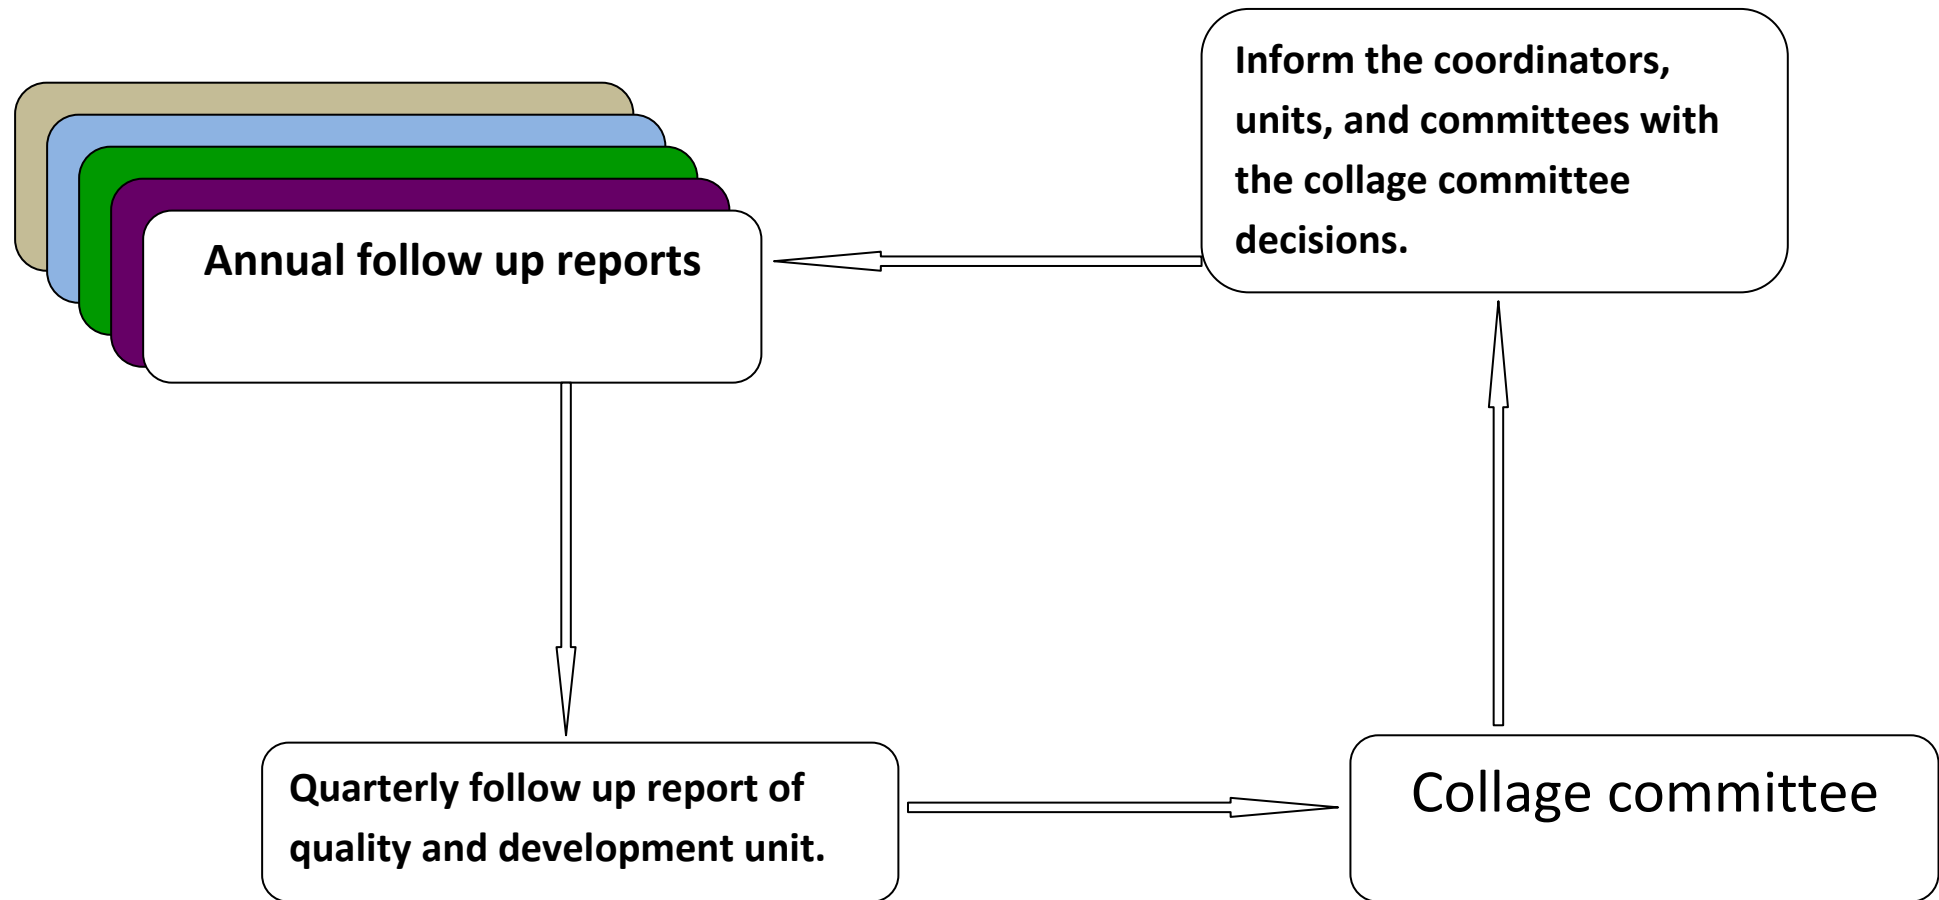 Inform the coordinators,
units, and committees with
the collage committee
decisions.
Annual follow up reports
Quarterly follow up report of
quality and development unit.
Collage committee